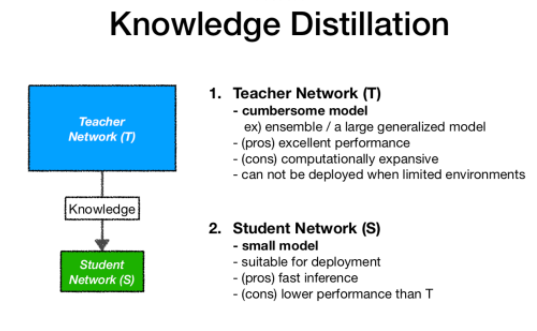 Knowledge Distillation
Teacher
Network (T)
Knowledge
Student
Network (S)
1. Teacher Network (T)
- cumbersome model
ex) ensemble / a large generalized model
- (pros) excellent performance
- (cons) computationally expansive
- can not be deployed when limited environments
2. Student Network (S)
- small model
- suitable for deployment
- (pros) fast inference
- (cons) lower performance than T